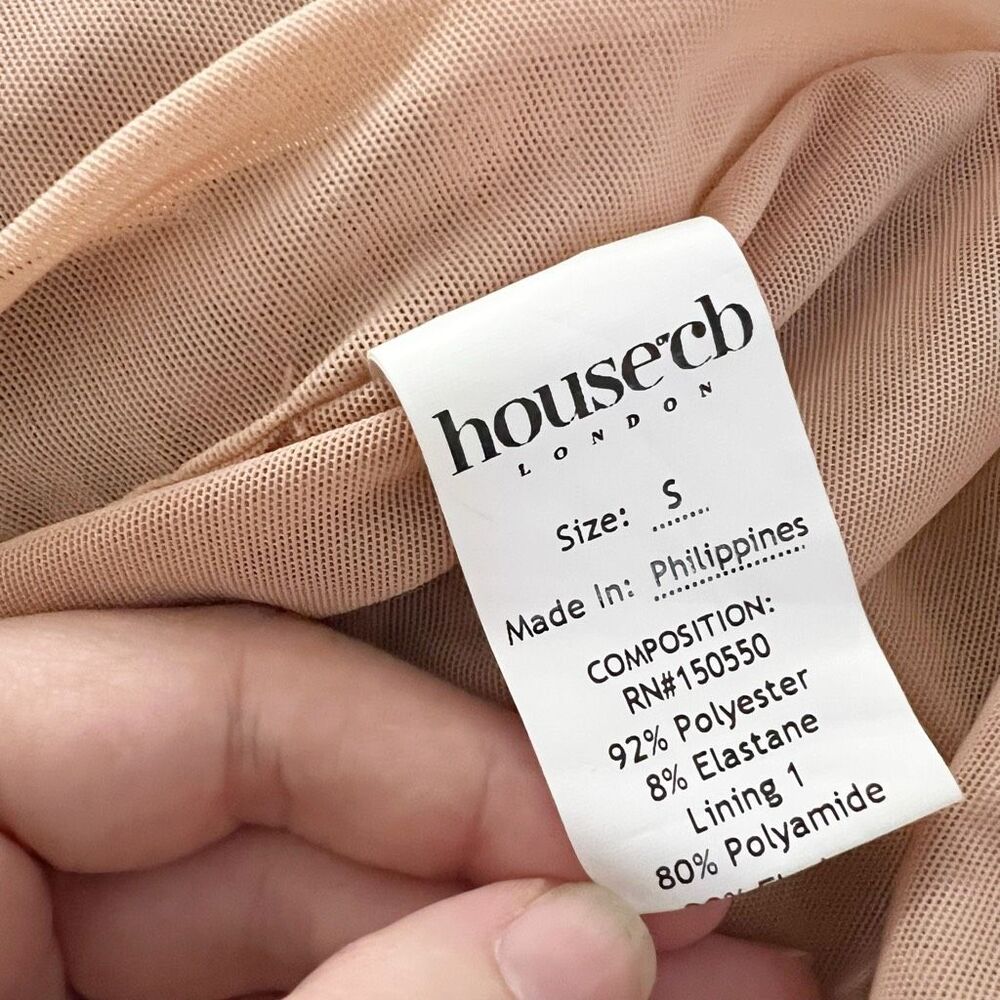 house of cb
LONDON
Size: S
Made In: Philippines
COMPOSITION:
RN#150550
92% Polyester
8% Elastane
Lining 1
80% Polyamide